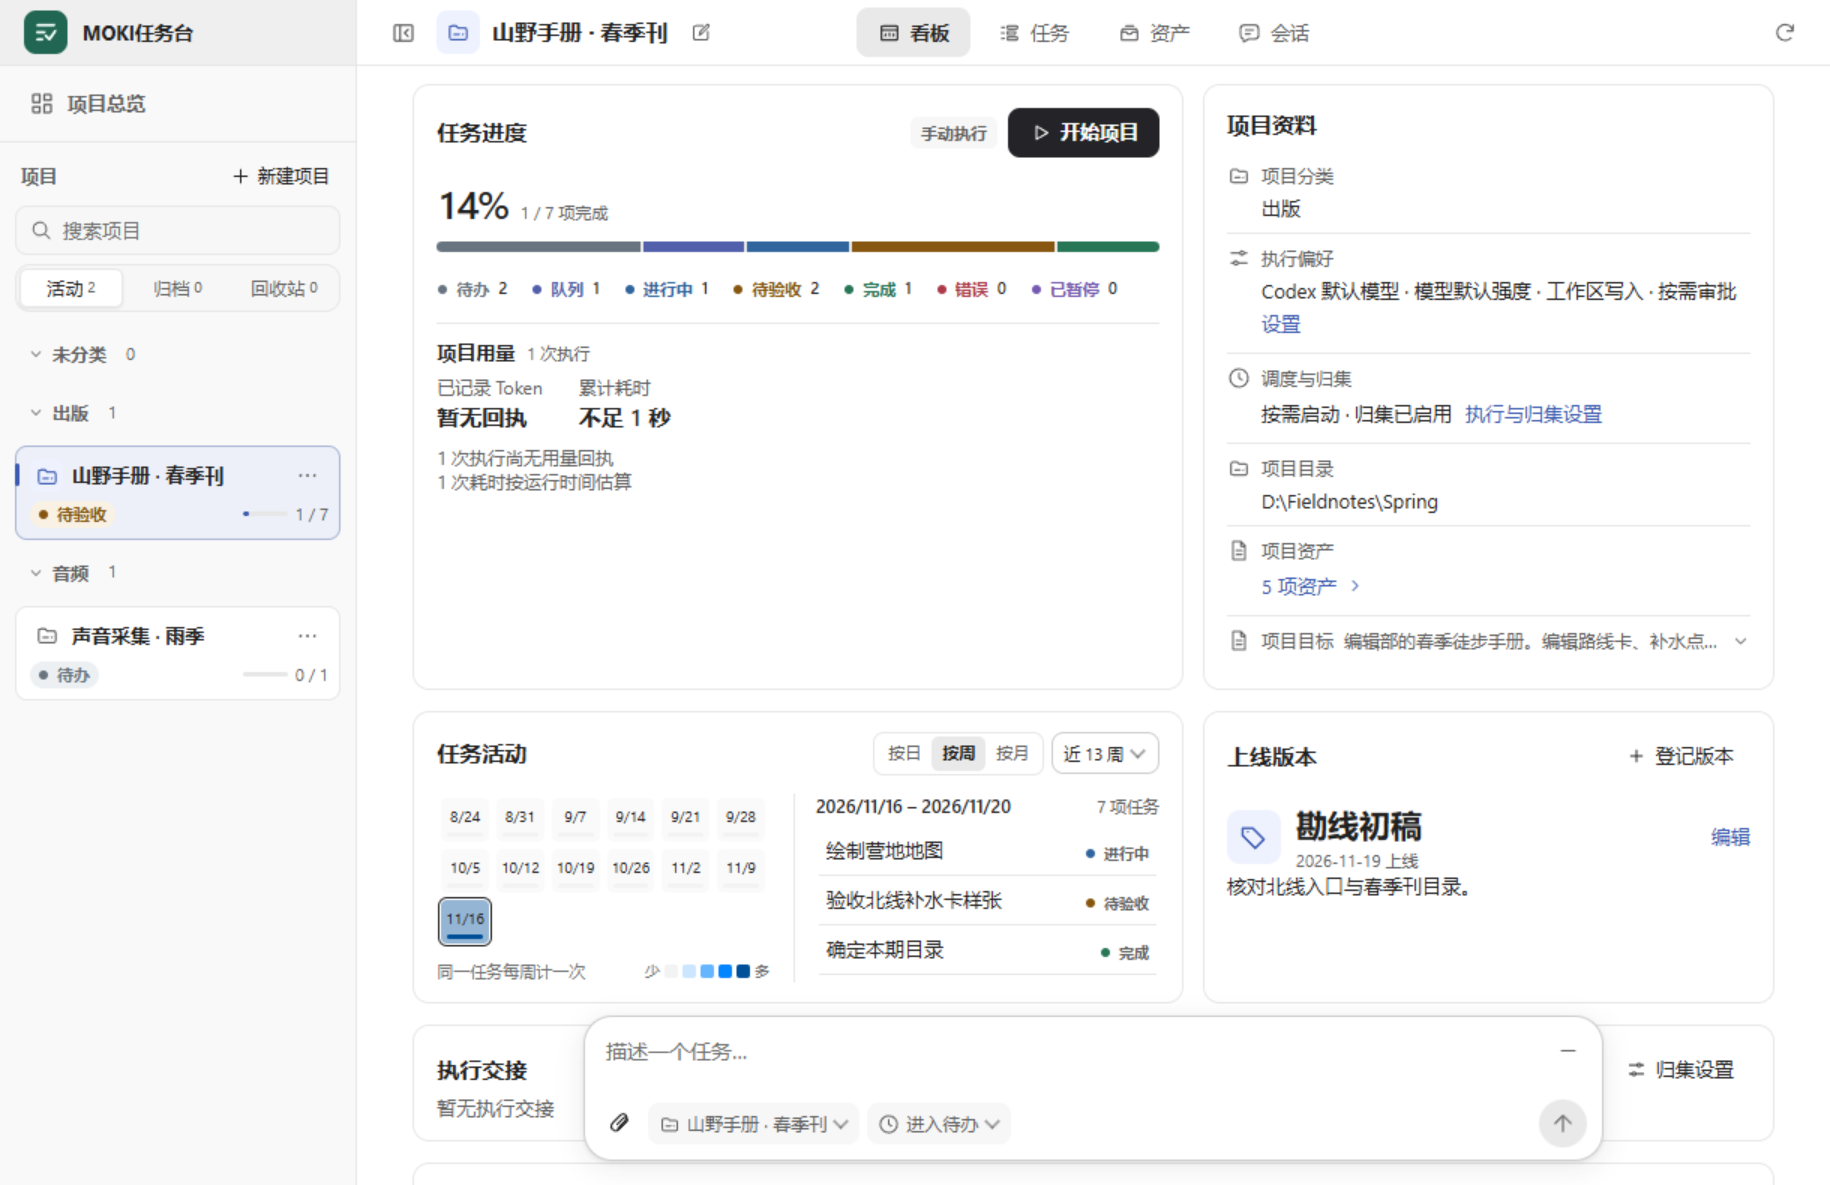 MOKI任务台
项目总览
项目
新建项目
搜索项目
活动 2
归档 0
回收站 0
未分类 0
出版 1
山野手册 · 春季刊
待验收
1 / 7
音频 1
声音采集 · 雨季
待办
0 / 1
山野手册 · 春季刊
看板
任务
资产
会话
任务进度
手动执行
开始项目
14% 1 / 7 项完成
待办 2 队列 1 进行中 1 待验收 2 完成 1 错误 0 已暂停 0
项目用量 1 次执行
已记录 Token 累计耗时
暂无回执 不足 1 秒
1 次执行尚无用量回执
1 次耗时按运行时间估算
项目资料
项目分类
出版
执行偏好
Codex 默认模型 · 模型默认强度 · 工作区写入 · 按需审批
设置
调度与归集
按需启动 · 归集已启用 执行与归集设置
项目目录
D:\Fieldnotes\Spring
项目资产
5 项资产
项目目标 编辑部的春季徒步手册。编辑路线卡、补水点...
任务活动
按日 按周 按月 近 13 周
8/24 8/31 9/7 9/14 9/21 9/28
10/5 10/12 10/19 10/26 11/2 11/9
11/16
同一任务每周计一次 少 多
2026/11/16 – 2026/11/20 7 项任务
绘制营地地图 进行中
验收北线补水卡样张 待验收
确定本期目录 完成
上线版本
登记版本
勘线初稿
2026-11-19 上线
编辑
核对北线入口与春季刊目录。
执行交接
暂无执行交接
归集设置
描述一个任务...
山野手册 · 春季刊
进入待办